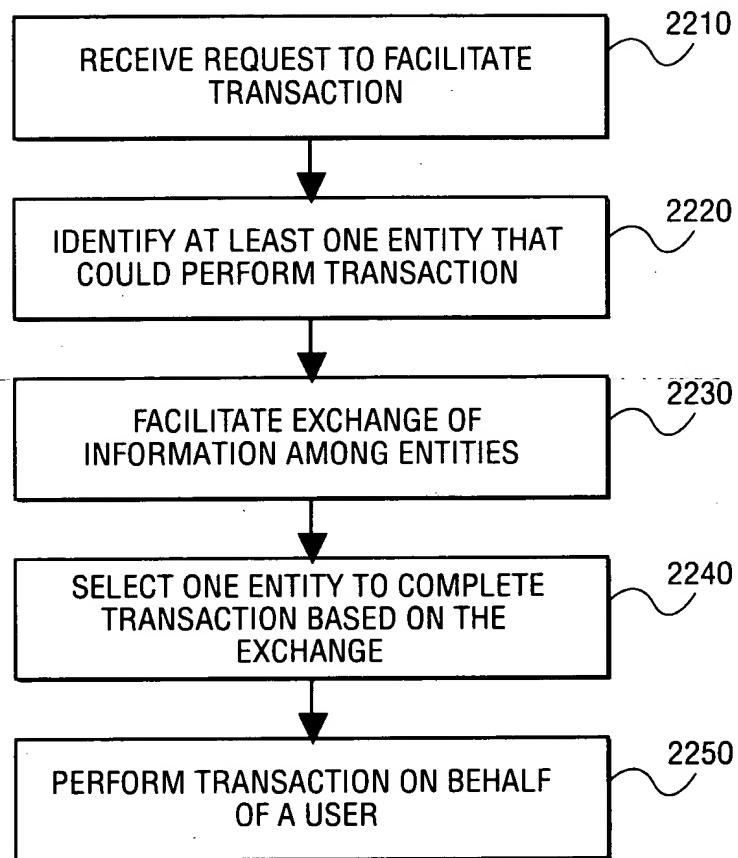 2210
RECEIVE REQUEST TO FACILITATE
TRANSACTION
2220
IDENTIFY AT LEAST ONE ENTITY THAT
COULD PERFORM TRANSACTION
2230
FACILITATE EXCHANGE OF
INFORMATION AMONG ENTITIES
2240
SELECT ONE ENTITY TO COMPLETE
TRANSACTION BASED ON THE
EXCHANGE
2250
PERFORM TRANSACTION ON BEHALF
OF A USER